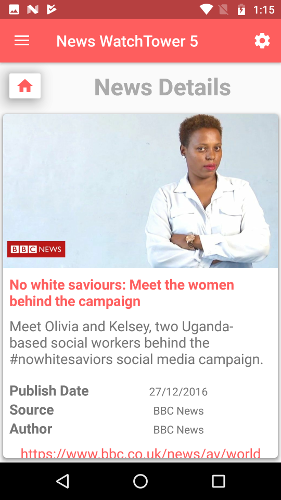 1:15
News WatchTower 5
News Details
BBC NEWS
No white saviours: Meet the women
behind the campaign
Meet Olivia and Kelsey, two Uganda-
based social workers behind the
#nowhitesaviors social media campaign.
Publish Date 27/12/2016
Source BBC News
Author BBC News
https://www.bbc.co.uk/news/av/world